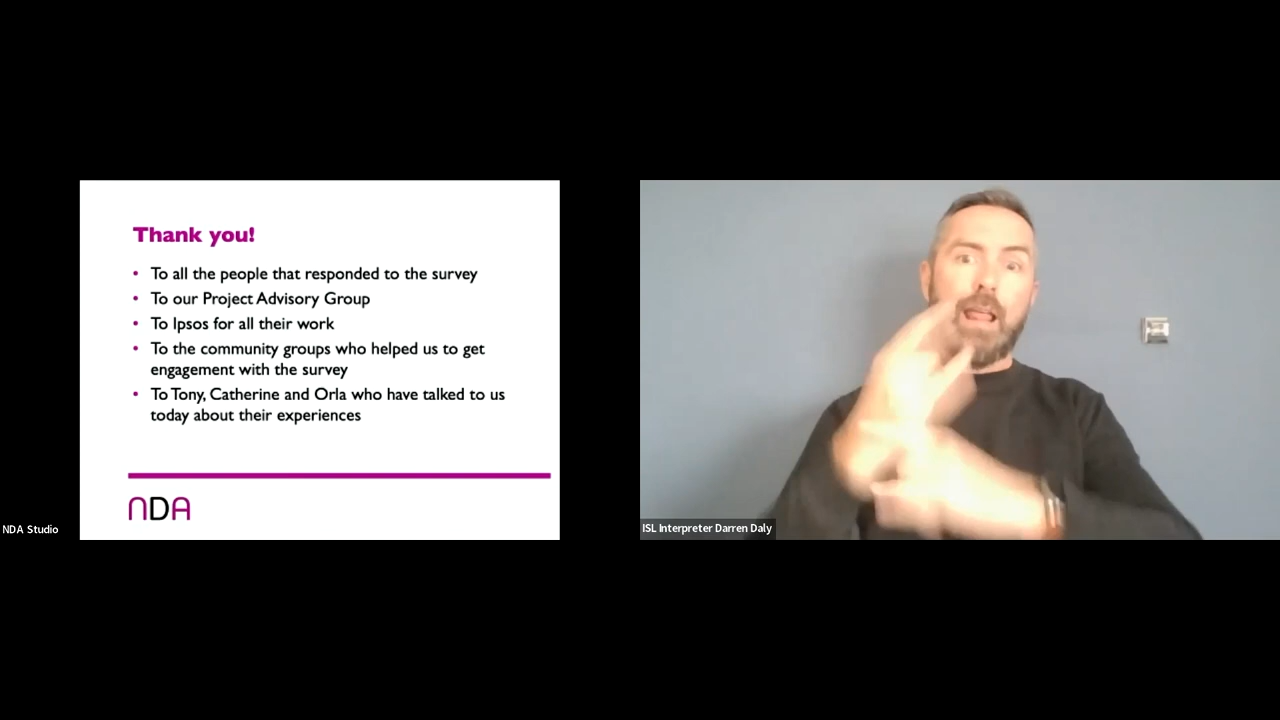 Thank you!
• To all the people that responded to the survey
• To our Project Advisory Group
• To Ipsos for all their work
• To the community groups who helped us to get
engagement with the survey
• To Tony, Catherine and Orla who have talked to us
today about their experiences
NDA
NDA Studio
ISL Interpreter Darren Daly